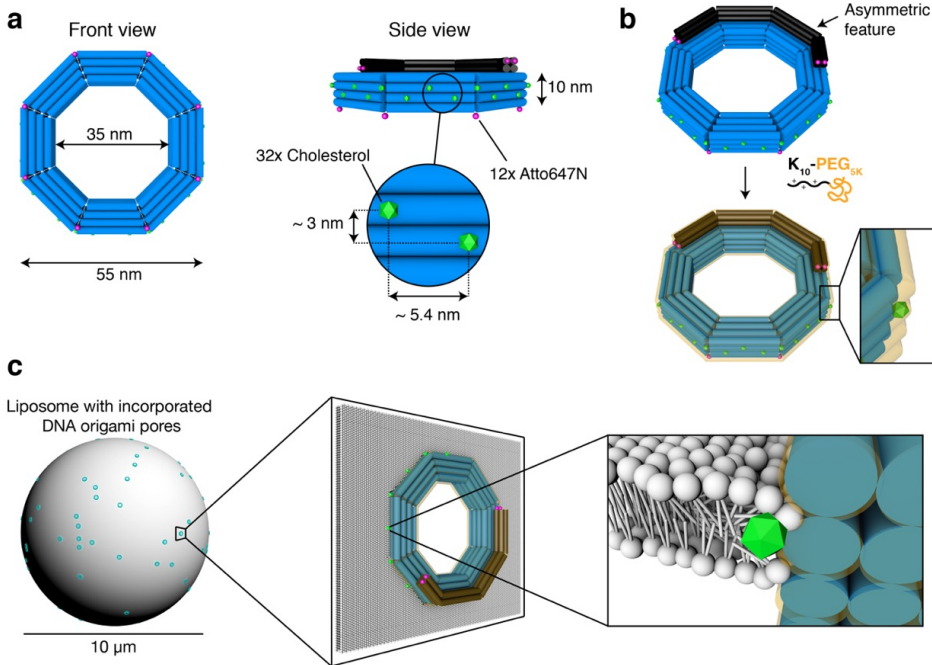 a
Front view
35 nm
55 nm
Side view
10 nm
32x Cholesterol
12x Atto647N
~ 3 nm
~ 5.4 nm
b
Asymmetric
feature
K10-PEG5K
++
c
Liposome with incorporated
DNA origami pores
10 µm